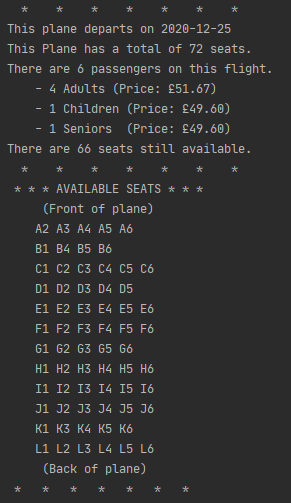 * * * * * * *
This plane departs on 2020-12-25
This Plane has a total of 72 seats.
There are 6 passengers on this flight.
- 4 Adults (Price: £51.67)
- 1 Children (Price: £49.60)
- 1 Seniors (Price: £49.60)
There are 66 seats still available.
* * * * * * *
* * * AVAILABLE SEATS * * *
(Front of plane)
A2 A3 A4 A5 A6
B1 B4 B5 B6
C1 C2 C3 C4 C5 C6
D1 D2 D3 D4 D5
E1 E2 E3 E4 E5 E6
F1 F2 F3 F4 F5 F6
G1 G2 G3 G5 G6
H1 H2 H3 H4 H5 H6
I1 I2 I3 I4 I5 I6
J1 J2 J3 J4 J5 J6
K1 K3 K4 K5 K6
L1 L2 L3 L4 L5 L6
(Back of plane)
* * * * * * *